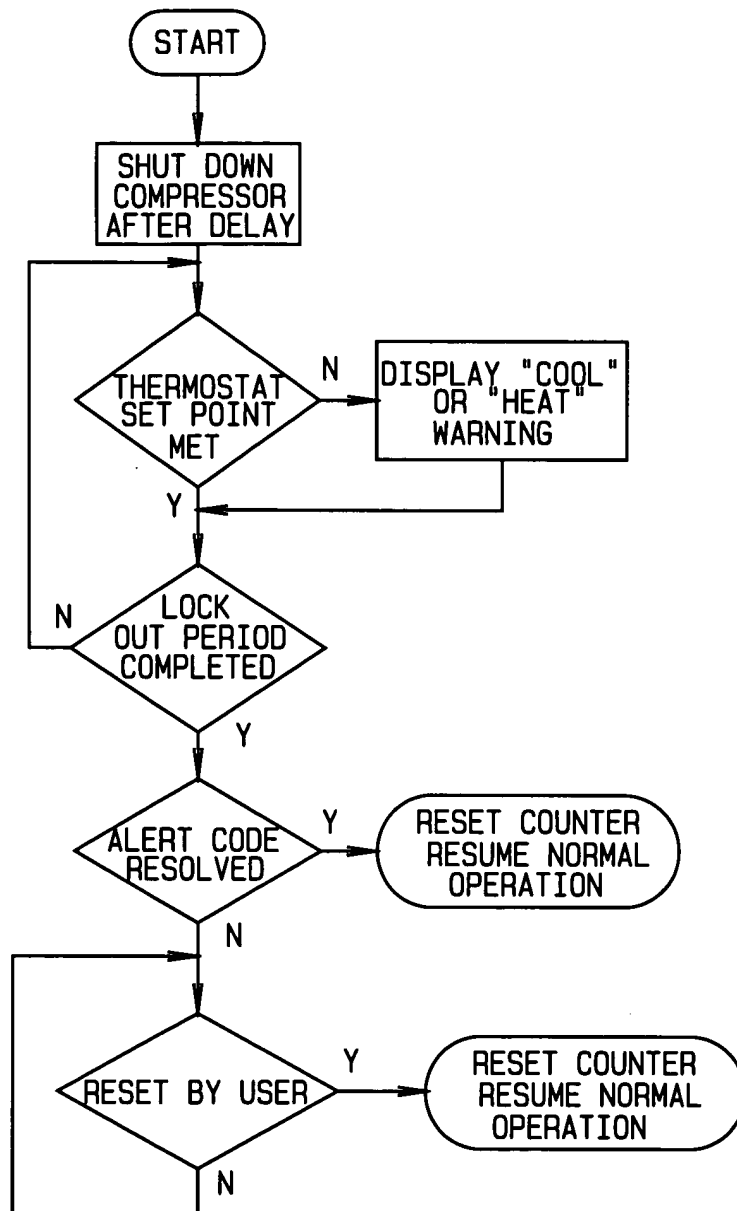 START
SHUT DOWN
COMPRESSOR
AFTER DELAY
THERMOSTAT
SET POINT
MET
N
DISPLAY "COOL"
OR "HEAT"
WARNING
Y
LOCK
OUT PERIOD
COMPLETED
N
Y
ALERT CODE
RESOLVED
Y
RESET COUNTER
RESUME NORMAL
OPERATION
N
RESET BY USER
Y
RESET COUNTER
RESUME NORMAL
OPERATION
N